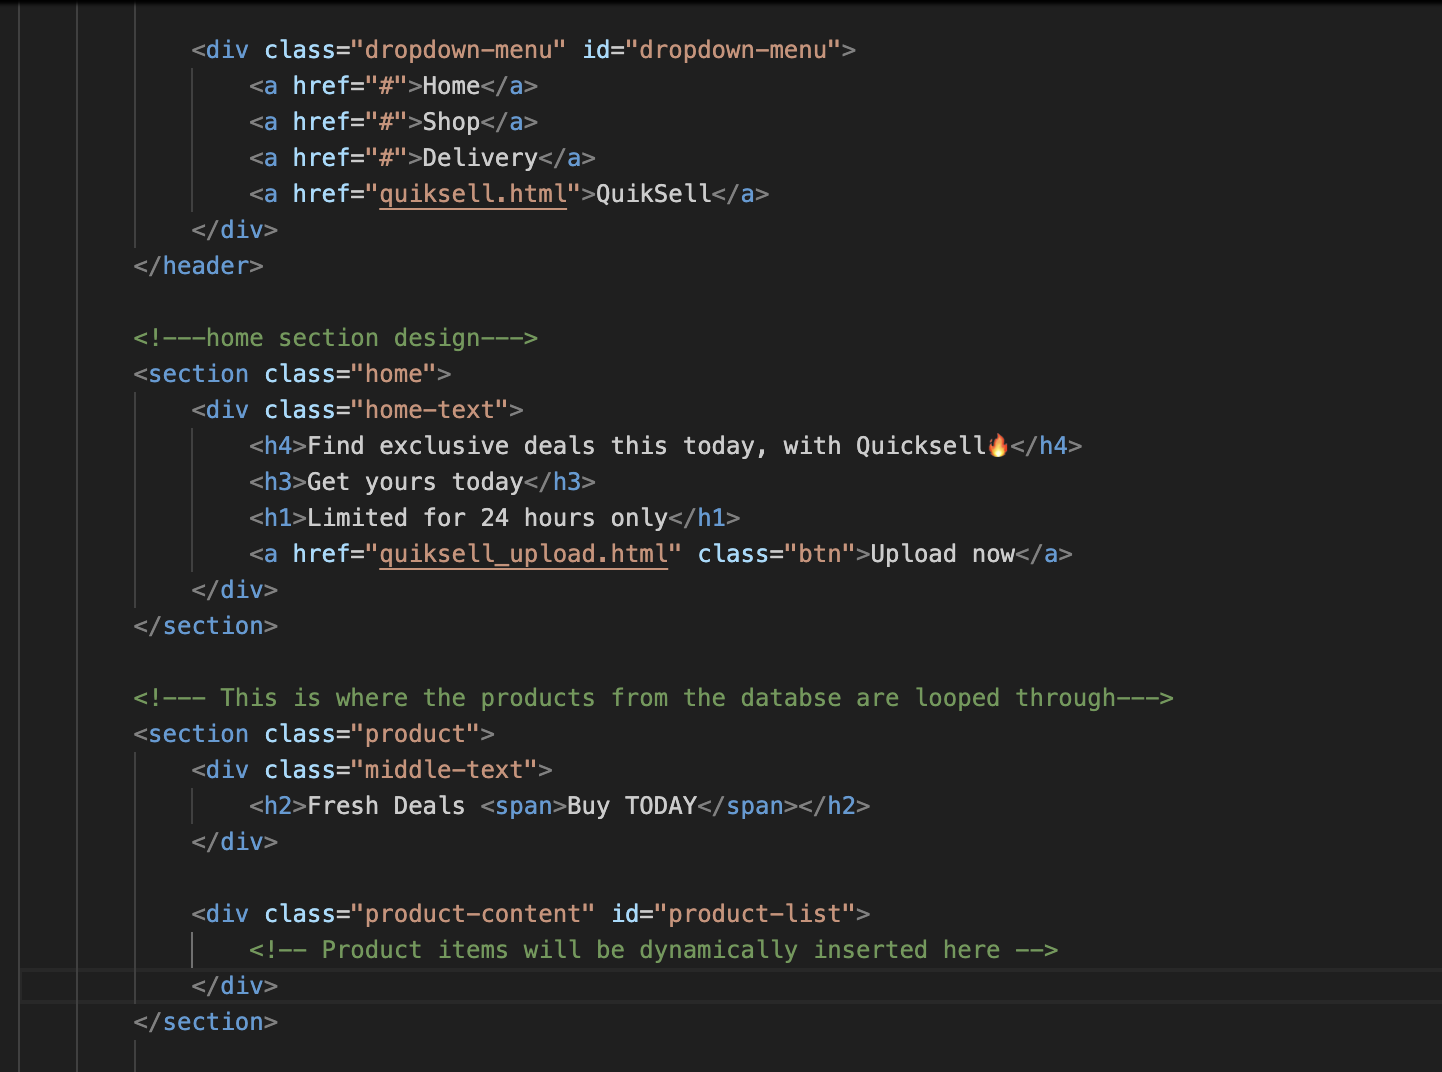 <div class="dropdown-menu" id="dropdown-menu">
<a href="#">Home</a>
<a href="#">Shop</a>
<a href="#">Delivery</a>
<a href="quiksell.html">QuikSell</a>
</div>
</header>
<!---home section design--->
<section class="home">
<div class="home-text">
<h4>Find exclusive deals this today, with Quicksell🔥</h4>
<h3>Get yours today</h3>
<h1>Limited for 24 hours only</h1>
<a href="quiksell_upload.html" class="btn">Upload now</a>
</div>
</section>
<!--- This is where the products from the databse are looped through--->
<section class="product">
<div class="middle-text">
<h2>Fresh Deals <span>Buy TODAY</span></h2>
</div>
<div class="product-content" id="product-list">
<!-- Product items will be dynamically inserted here -->
</div>
</section>